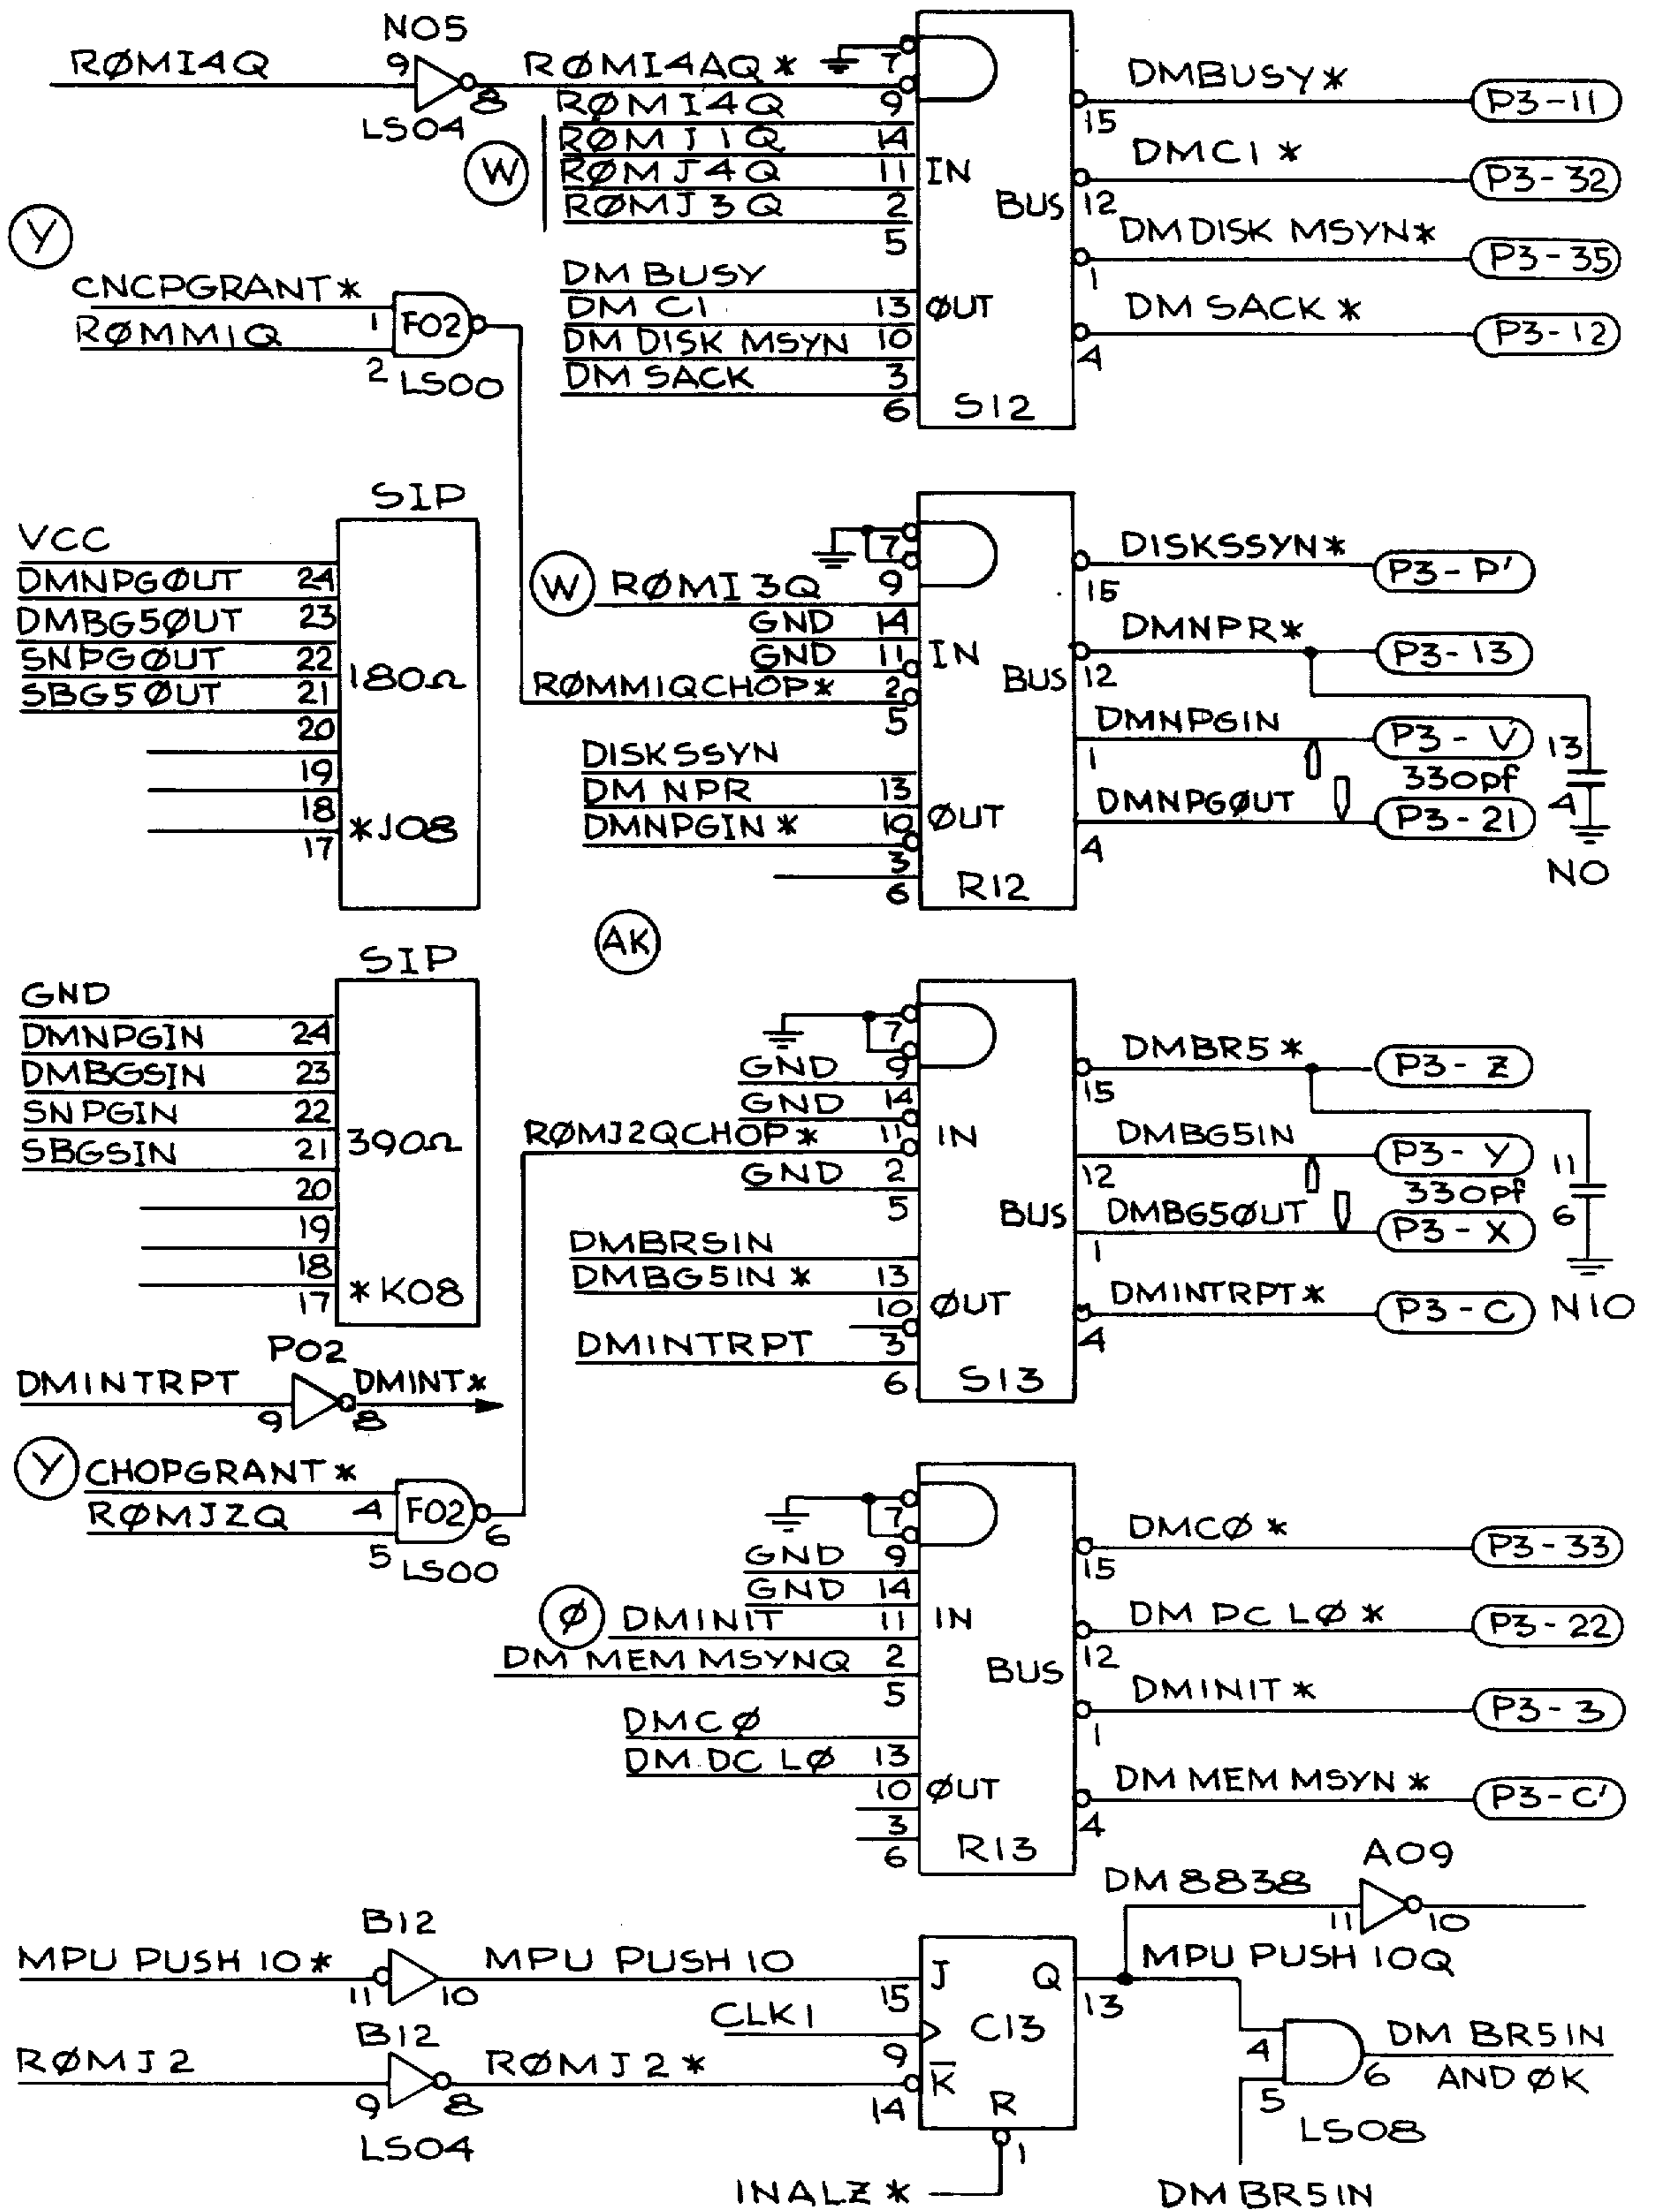 N05
RØMI4Q
9
8
LS04
RØMI4AQ*
7
9
RØMI4Q
14
RØMJ1Q
11
RØMJ4Q
2
RØMJ3Q
5
W
IN
BUS
DMBUSY*
15
P3-11
DMC1*
12
P3-32
DMDISK MSYN*
1
P3-35
DM SACK*
4
P3-12
Y
CNCPGRANT*
1
RØMM1Q
2
F02
LS00
DM BUSY
13
DM C1
10
DM DISK MSYN
3
DM SACK
6
ØUT
S12
SIP
VCC
24
DMNPGØUT
23
DMBG5ØUT
22
SNPGØUT
21
SBG5ØUT
20
19
18
17
180Ω
*J08
7
9
W
RØMI3Q
14
GND
11
GND
2
RØMM1QCHOP*
5
IN
BUS
DISKSSYN
13
DM NPR
10
DMNPGIN*
3
6
ØUT
R12
DISKSSYN*
15
P3-P'
DMNPR*
12
P3-13
DMNPGIN
1
P3-V
DMNPGØUT
4
P3-21
330pf
13
4
NO
AK
SIP
GND
24
DMNPGIN
23
DMBGSIN
22
SNPGIN
21
SBGSIN
20
19
18
17
390Ω
*K08
7
9
GND
14
GND
11
RØMJ2QCHOP*
2
GND
5
IN
BUS
DMBRSIN
13
DMBG5IN*
10
3
DMINTRPT
6
ØUT
S13
DMBR5*
15
P3-Z
DMBG5IN
12
P3-Y
DMBG5ØUT
1
P3-X
DMINTRPT*
4
P3-C
330pf
11
6
N10
P02
DMINTRPT
9
8
DMINT*
Y
CHOPGRANT*
4
RØMJ2Q
5
F02
6
LS00
7
9
GND
14
GND
11
Ø
DMINIT
2
DM MEM MSYNQ
5
IN
BUS
DMCØ
13
DM DC LØ
10
3
6
ØUT
R13
DMCØ*
15
P3-33
DM DC LØ*
12
P3-22
DMINIT*
1
P3-3
DM MEM MSYN*
4
P3-C'
MPU PUSH 10*
B12
11
10
MPU PUSH 10
15
CLK1
9
RØMJ2
B12
9
8
LS04
RØMJ2*
14
J
Q
C13
K
R
1
INALZ*
13
DM8838
A09
11
10
MPU PUSH 10Q
4
5
6
LS08
DM BR5IN
AND ØK
DM BR5IN